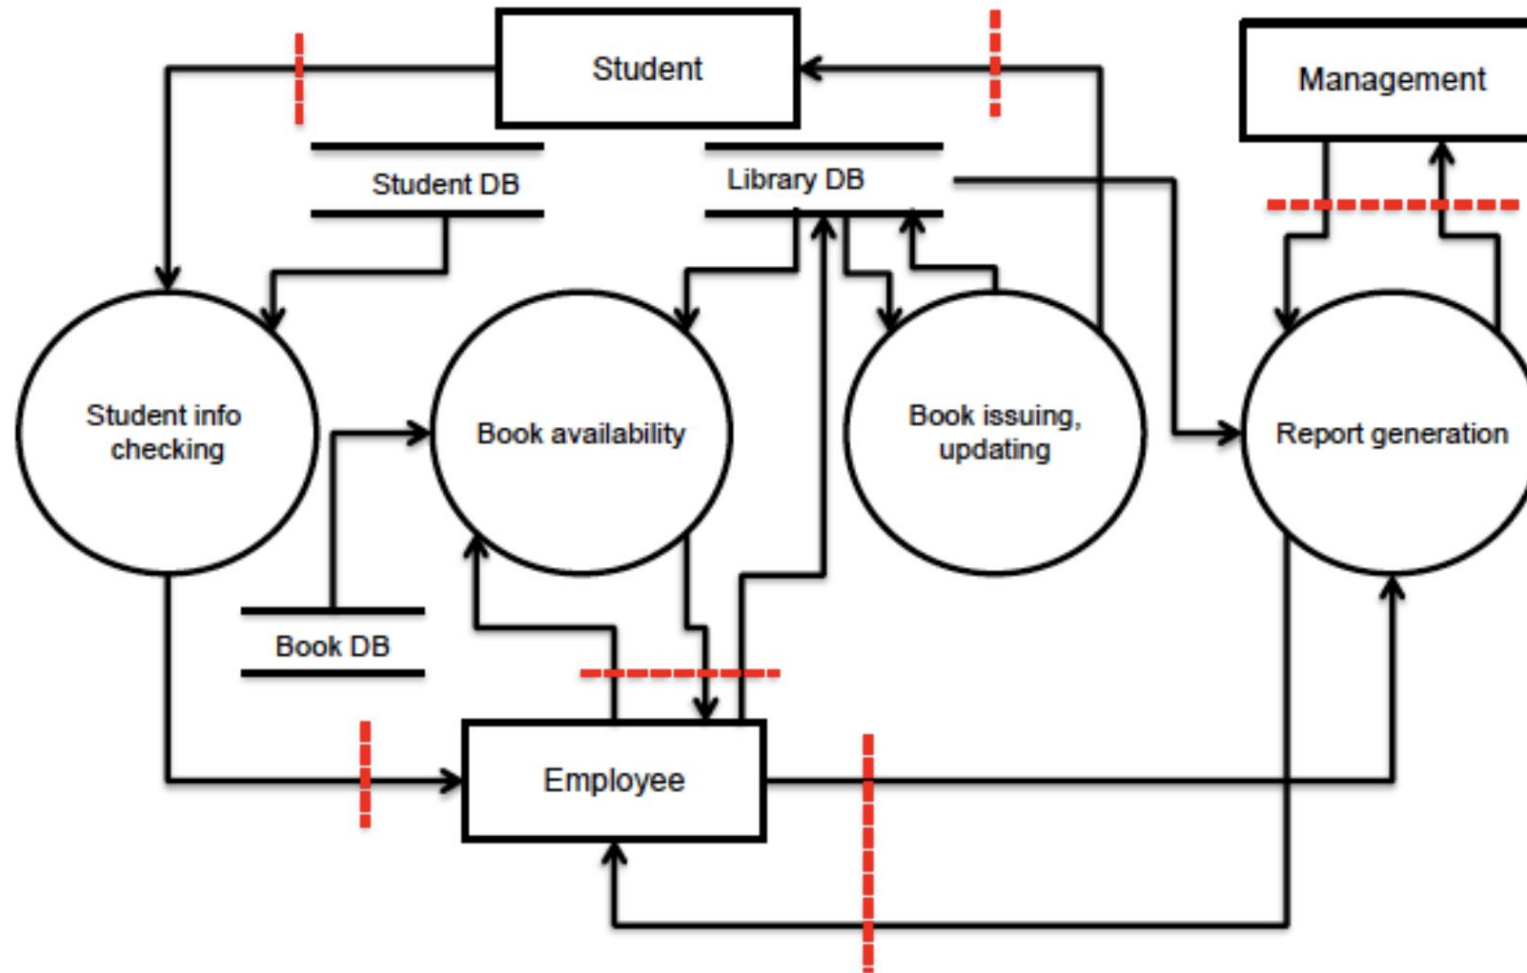 Student
Management
Student DB
Library DB
Student info
checking
Book availability
Book issuing,
updating
Report generation
Book DB
Employee